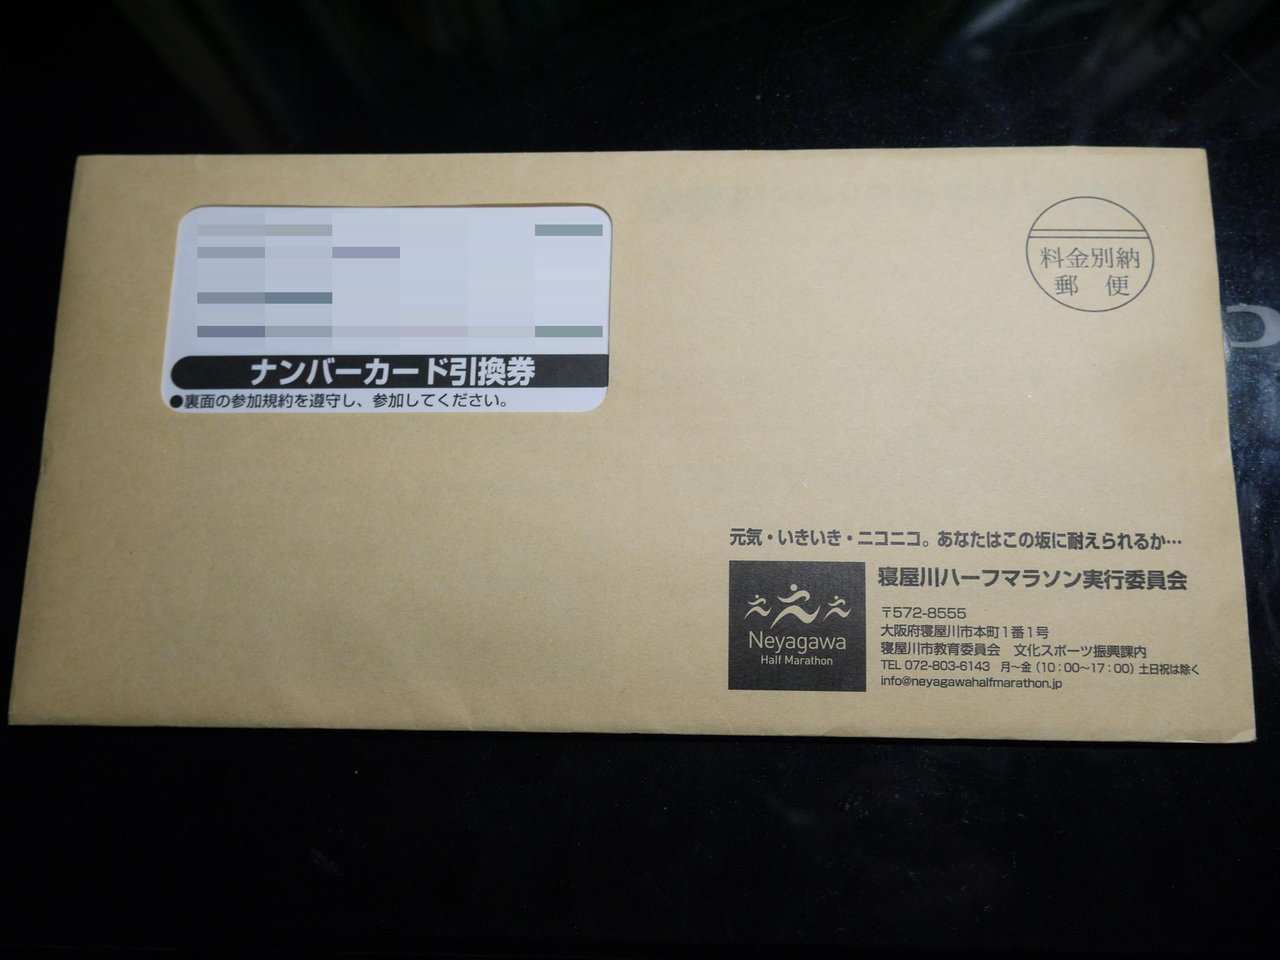 料金別納
郵 便
ナンバーカード引換券
●裏面の参加規約を遵守し、参加してください。
元気・いきいき・ニコニコ。あなたはこの坂に耐えられるか…
Neyagawa
Half Marathon
寝屋川ハーフマラソン実行委員会
〒572-8555
大阪府寝屋川市本町1番1号
寝屋川市教育委員会 文化スポーツ振興課内
TEL 072-803-6143 月〜金（10：00〜17：00）土日祝は除く
info@neyagawahalfmarathon.jp